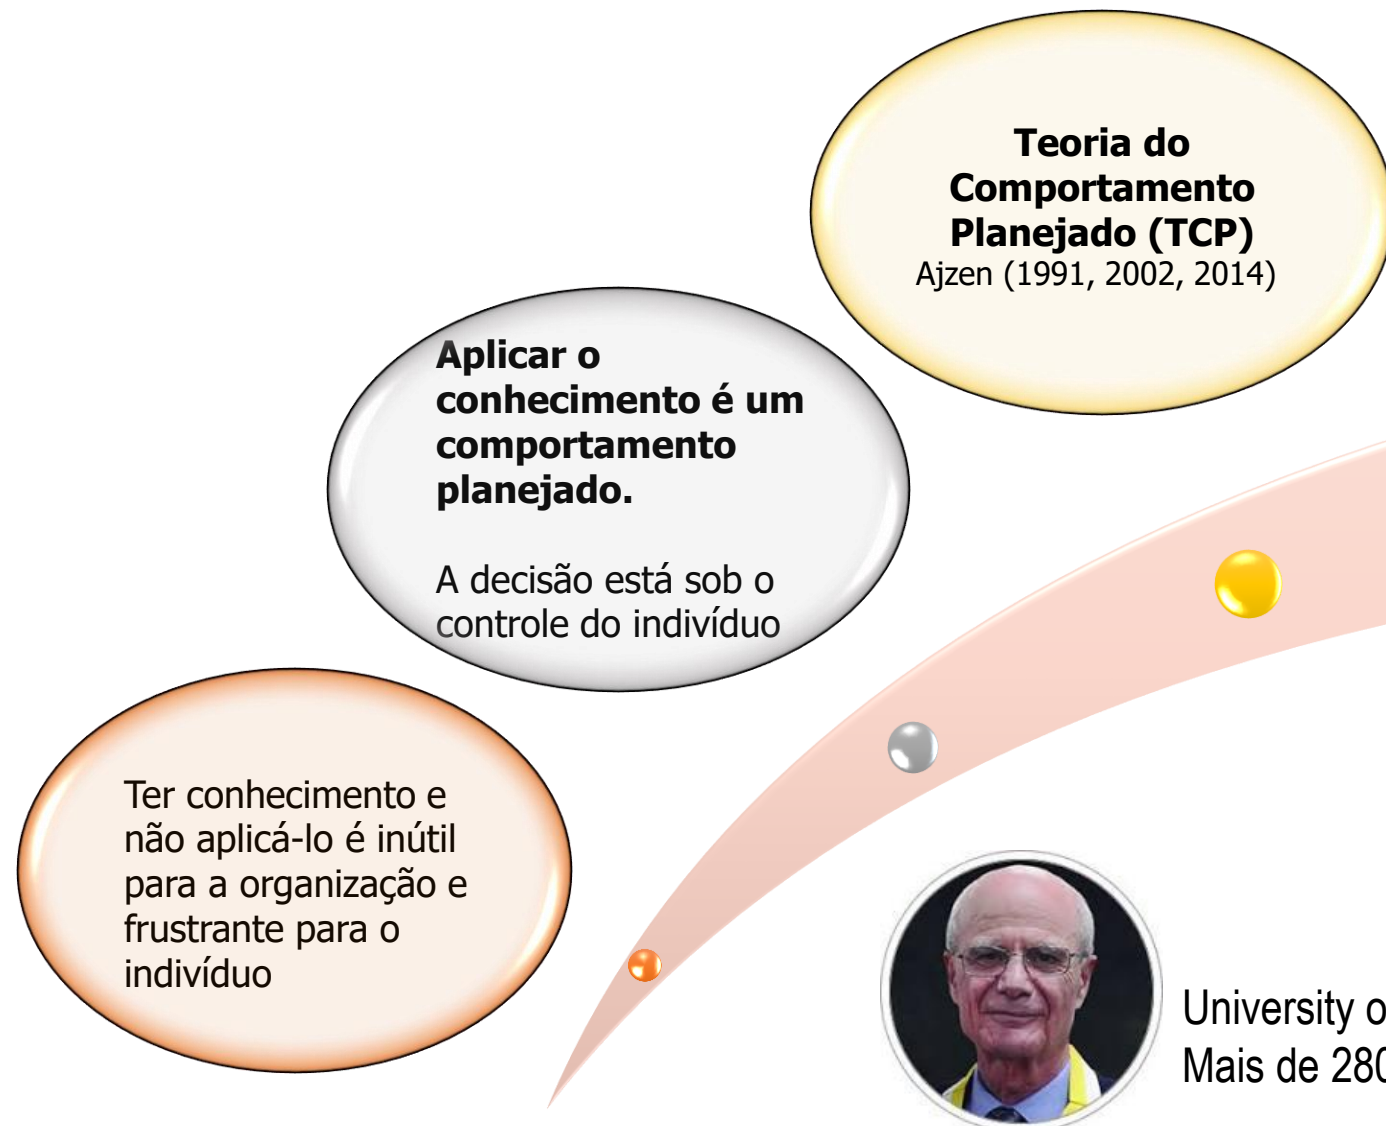 Teoria do
Comportamento
Planejado (TCP)
Ajzen (1991, 2002, 2014)
Aplicar o
conhecimento é um
comportamento
planejado.
A decisão está sob o
controle do indivíduo
Ter conhecimento e
não aplicá-lo é inútil
para a organização e
frustrante para o
indivíduo
University
Mais de 280